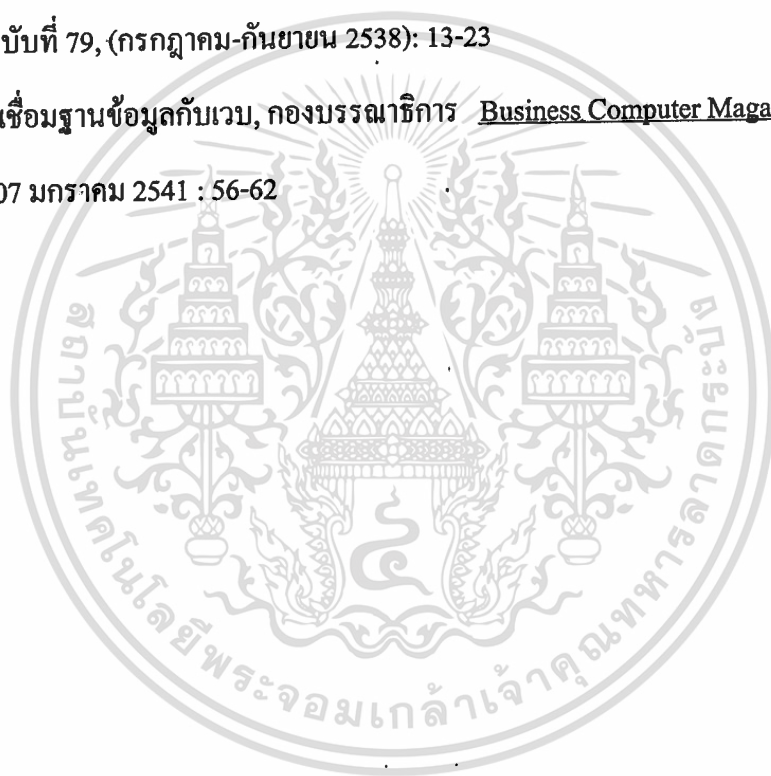 บับที่ 79, (กรกฎาคม-กันยายน 2538): 13-23
เชื่อมฐานข้อมูลกับเวบ, กองบรรณาธิการ Business Computer Maga
07 มกราคม 2541 : 56-62
สถาบันเทคโนโลยีพระจอมเกล้าเจ้าคุณทหารลาดกระบัง